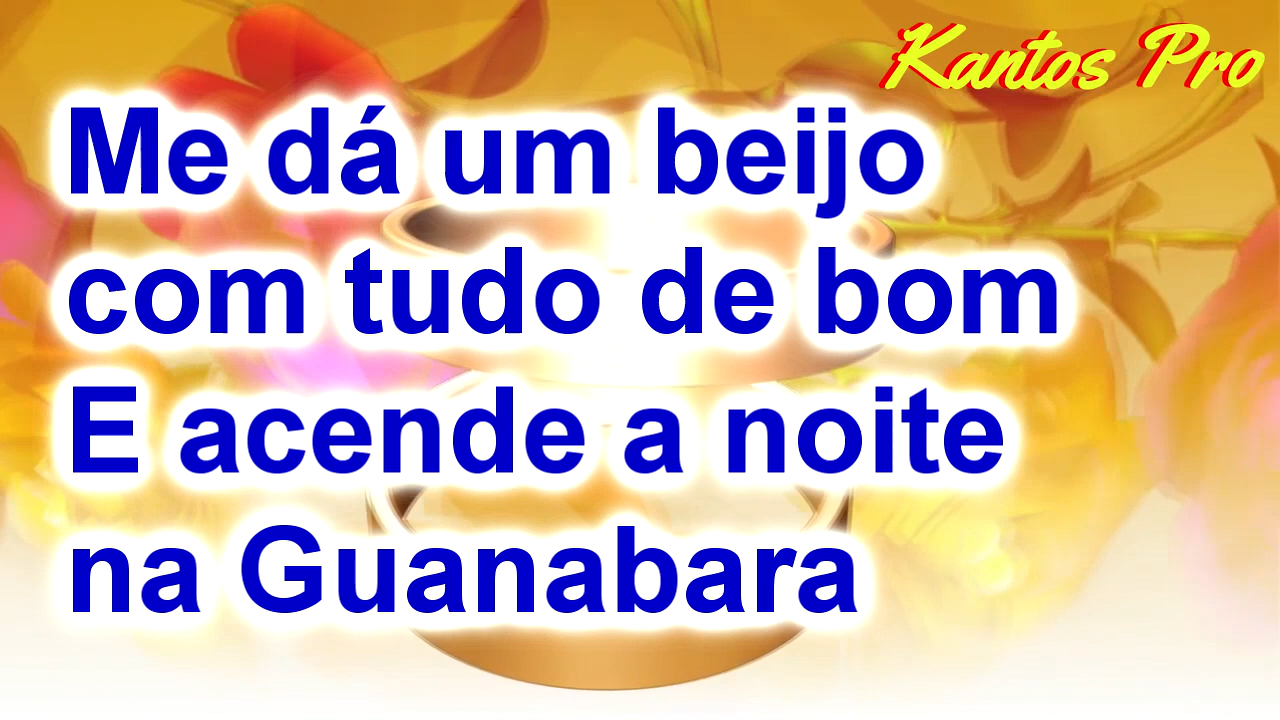 Kantos Pro
Me dá um beijo
com tudo de bom
E acende a noite
na Guanabara